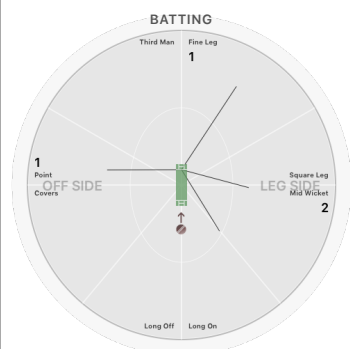 BATTING
Third Man Fine Leg
1
1
Point Square Leg
OFF SIDE LEG SIDE
Covers Mid Wicket
2
Long Off Long On